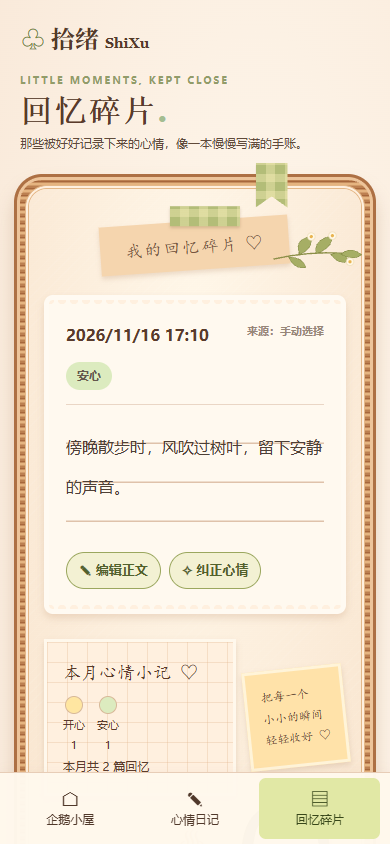 拾绪 ShiXu
LITTLE MOMENTS, KEPT CLOSE
回忆碎片.
那些被好好记录下来的心情，像一本慢慢写满的手账。
我的回忆碎片 ♡
2026/11/16 17:10
来源：手动选择
安心
傍晚散步时，风吹过树叶，留下安静
的声音。
✎ 编辑正文
✧ 纠正心情
本月心情小记 ♡
开心 安心
1 1
本月共 2 篇回忆
把每一个
小小的瞬间
轻轻收好 ♡
企鹅小屋
心情日记
回忆碎片